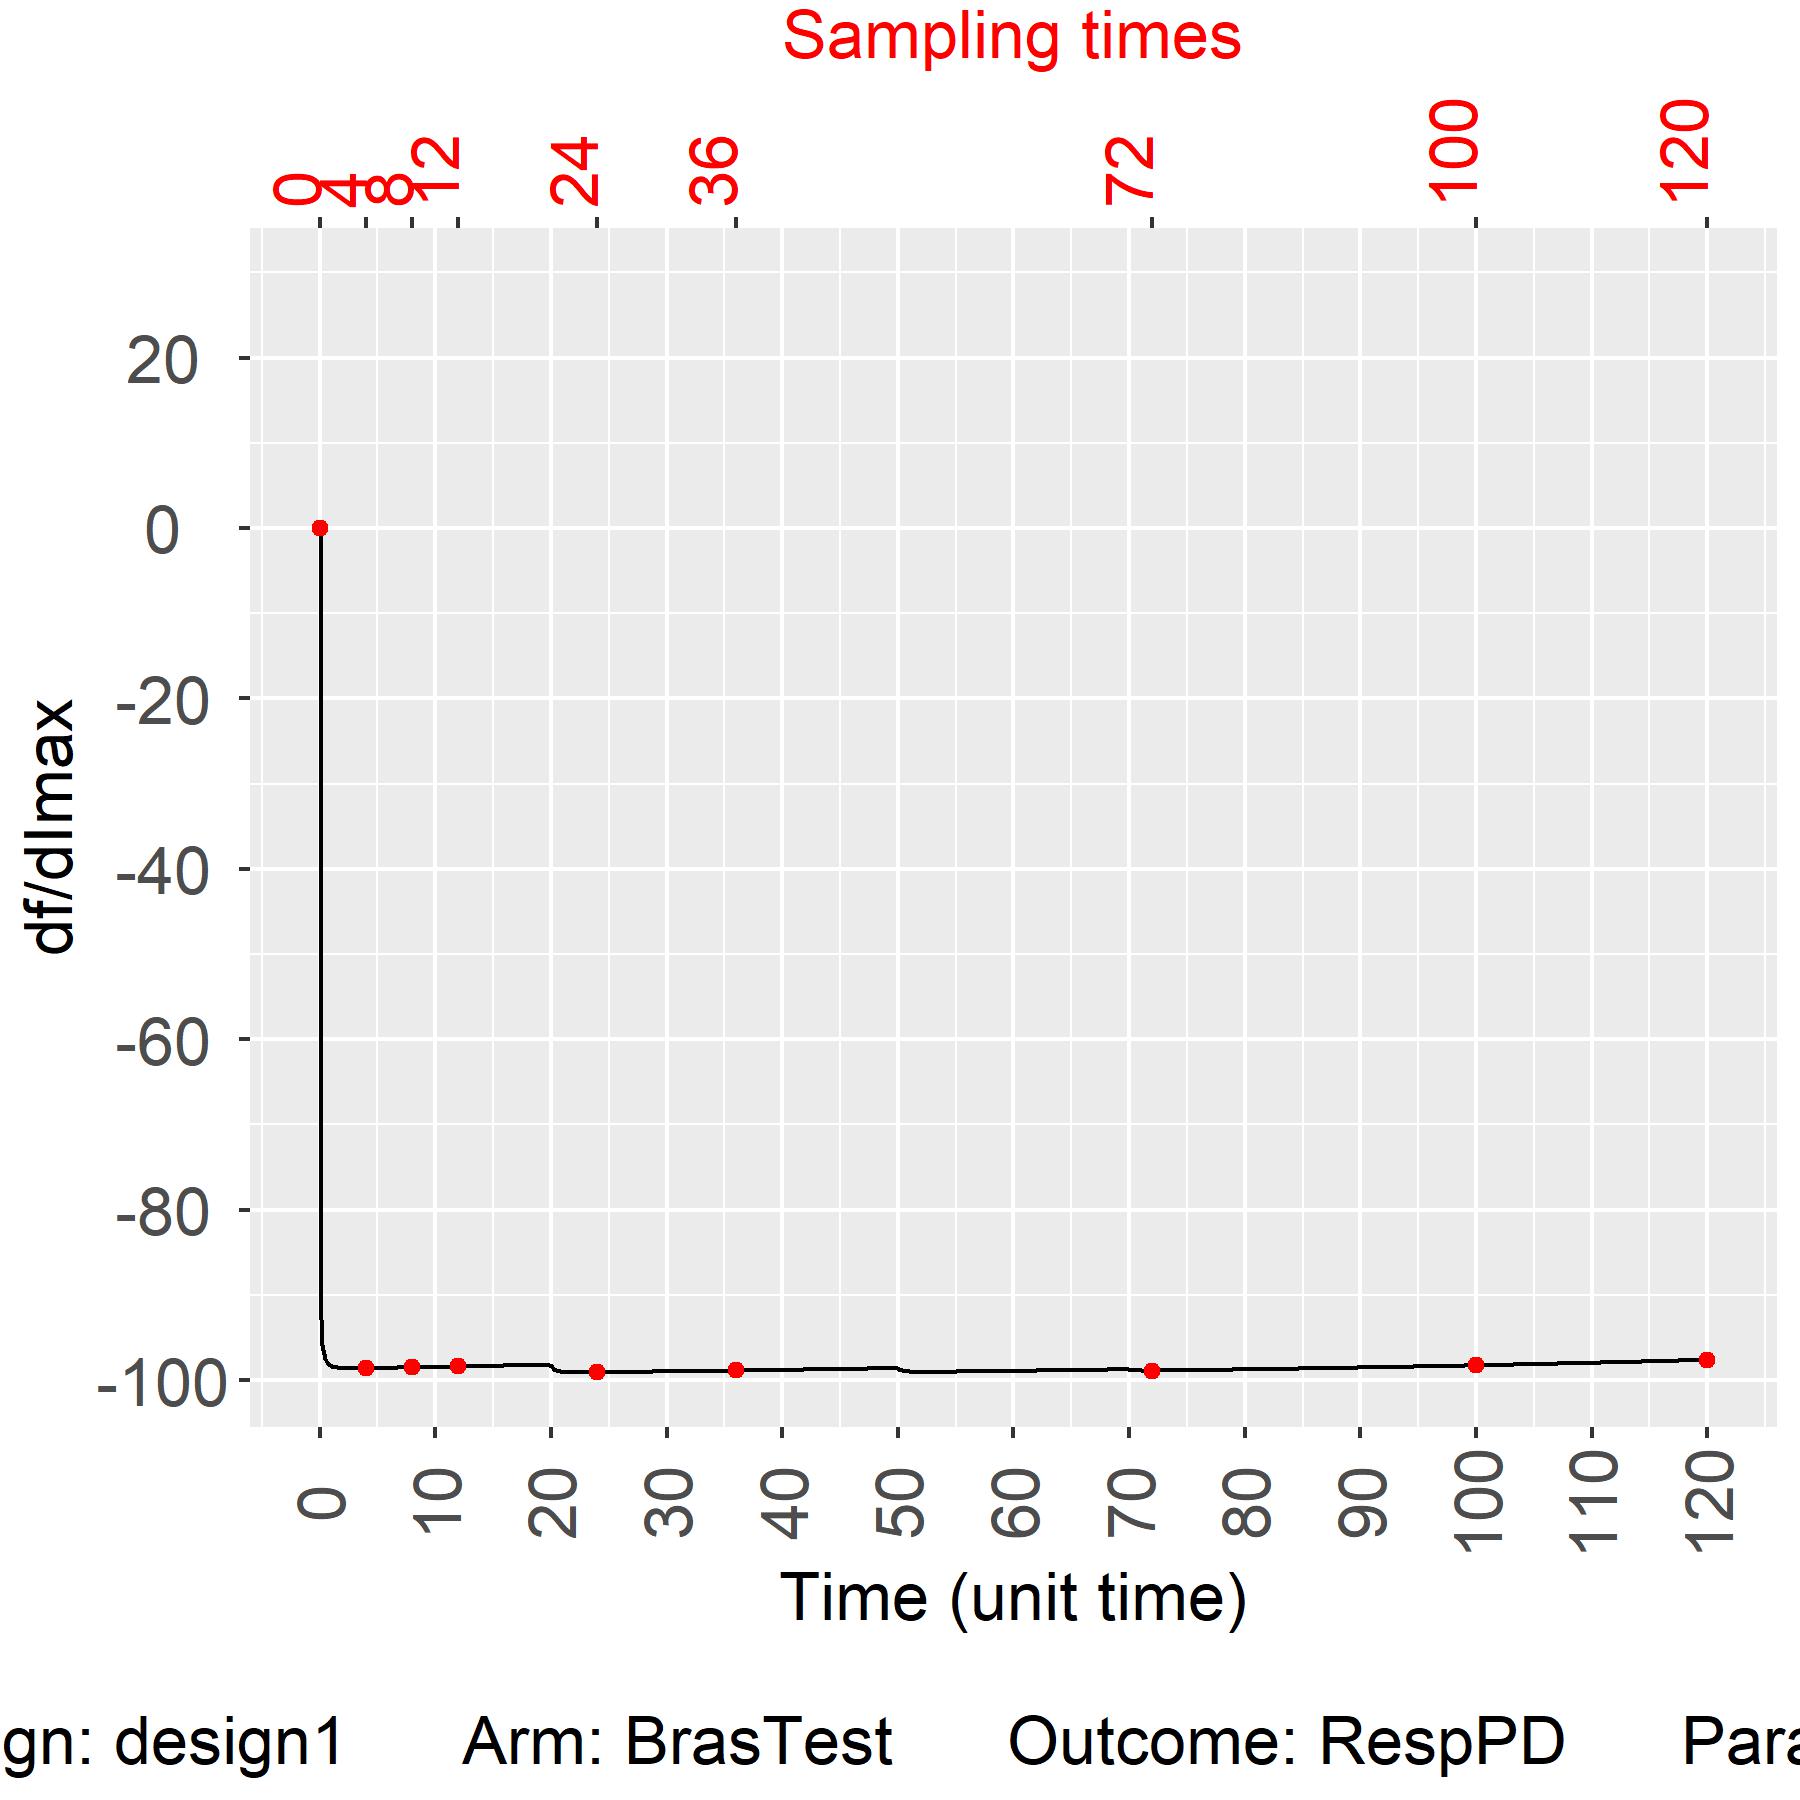 Sampling times
0 4 8 12 24 36 72 100 120
20
0
-20
-40
-60
-80
-100
df/dImax
0 10 20 30 40 50 60 70 80 90 100 110 120
Time (unit time)
gn: design1 Arm: BrasTest Outcome: RespPD Para